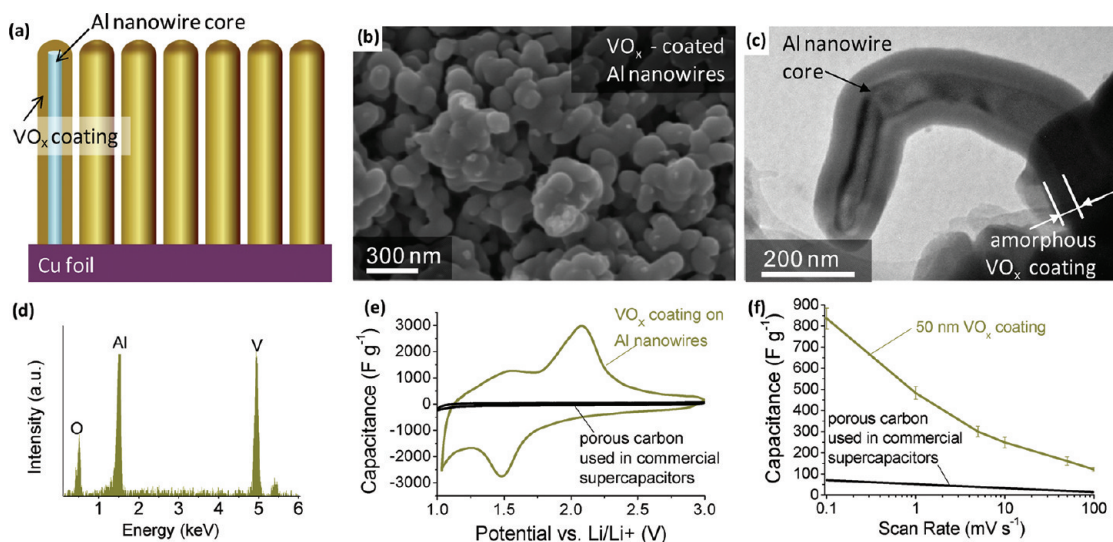 (a)
Al nanowire core
VOx coating
Cu foil
(b)
VOx - coated
Al nanowires
300 nm
(c)
Al nanowire
core
200 nm
amorphous
VOx coating
(d)
Intensity (a.u.)
O
Al
V
1 2 3 4 5 6
Energy (keV)
(e)
Capacitance (F g⁻¹)
3000
2000
1000
0
-1000
-2000
-3000
VOx coating on
Al nanowires
porous carbon
used in commercial
supercapacitors
1.0 1.5 2.0 2.5 3.0
Potential vs. Li/Li+ (V)
(f)
Capacitance (F g⁻¹)
900
800
700
600
500
400
300
200
100
0
50 nm VOx coating
porous carbon
used in commercial
supercapacitors
0.1 1 10 100
Scan Rate (mV s⁻¹)